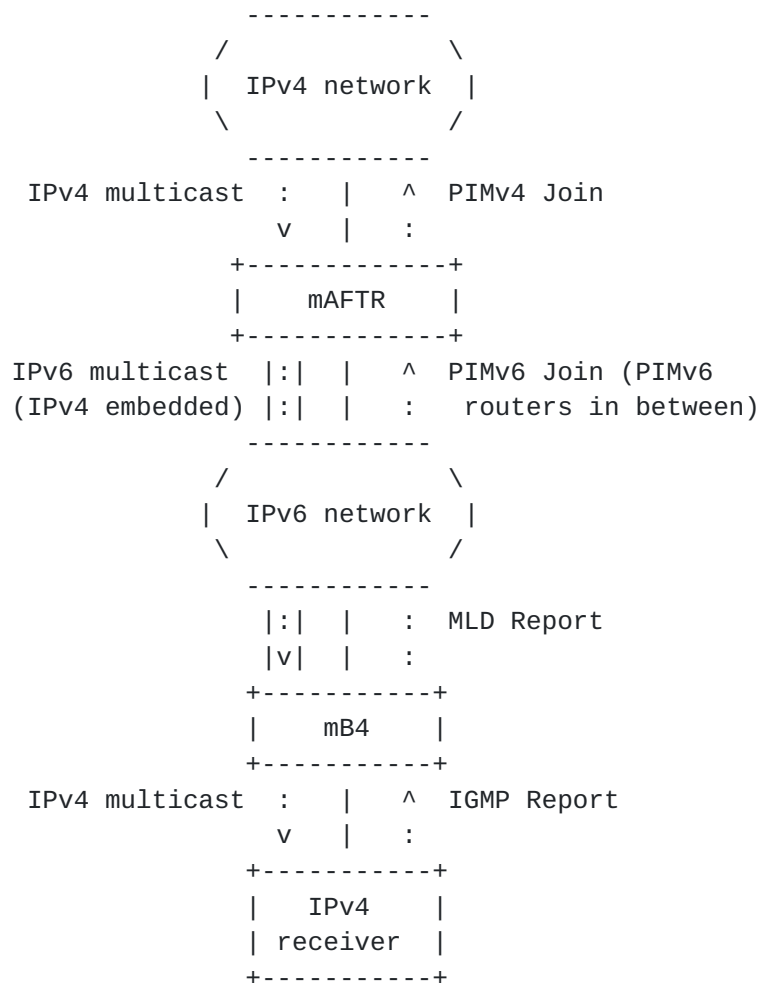 IPv4 network
IPv4 multicast : | ^ PIMv4 Join
v | :
mAFTR
IPv6 multicast |:| | ^ PIMv6 Join (PIMv6
(IPv4 embedded) |:| | : routers in between)
IPv6 network
|:| | : MLD Report
|v| | :
mB4
IPv4 multicast : | ^ IGMP Report
v | :
IPv4
receiver